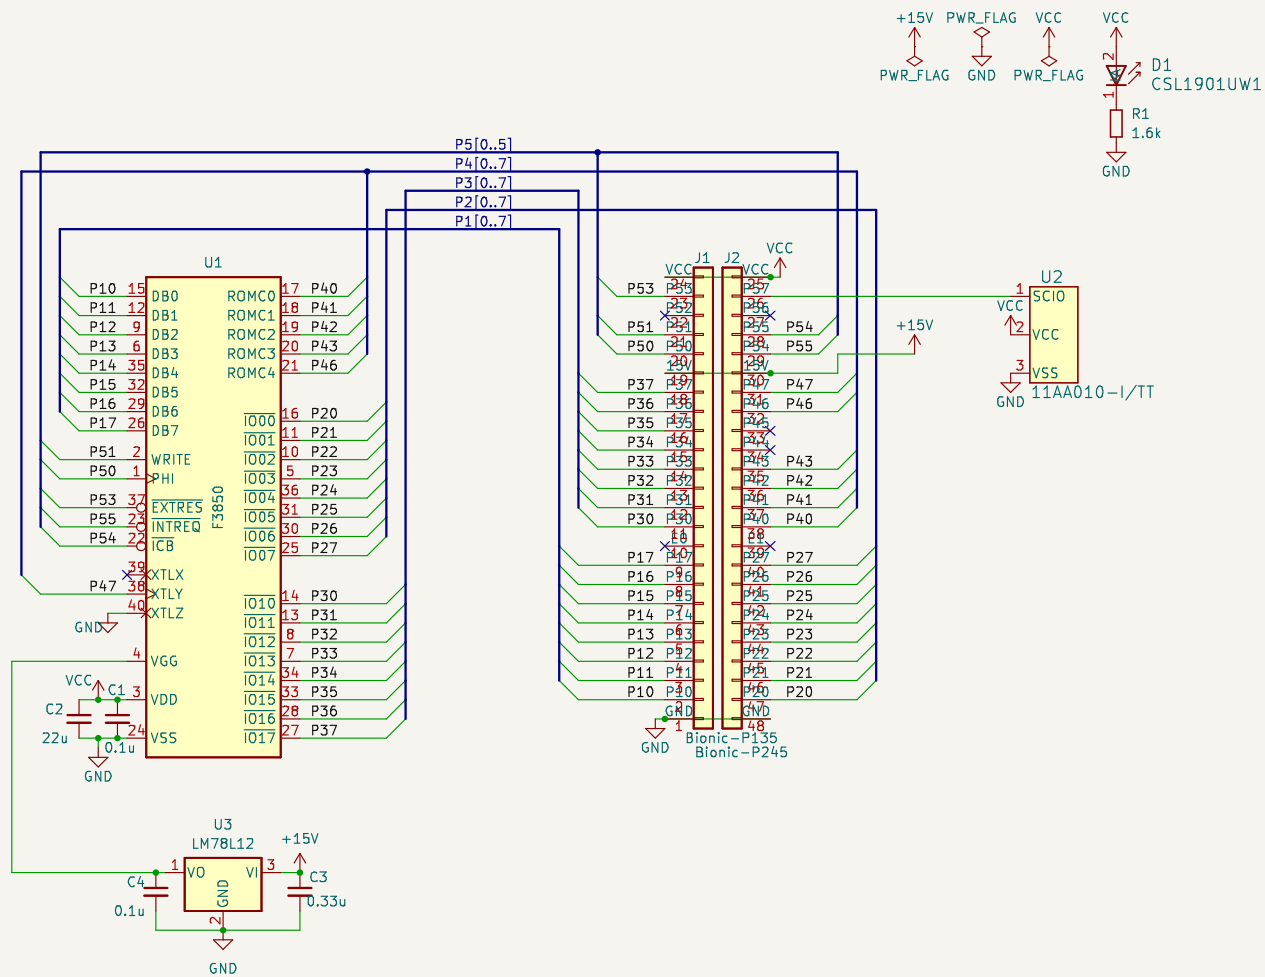 +15V
PWR_FLAG
VCC
VCC
PWR_FLAG
GND
PWR_FLAG
2
1
D1
CSL1901UW1
R1
1.6k
GND
P5[0..5]
P4[0..7]
P3[0..7]
P2[0..7]
P1[0..7]
U1
F3850
P10 15 DB0
P11 12 DB1
P12 9 DB2
P13 6 DB3
P14 35 DB4
P15 32 DB5
P16 29 DB6
P17 26 DB7
P51 2 WRITE
P50 1 PHI
P53 37 EXTRES
P55 23 INTREQ
P54 22 ICB
39 XTLX
P47 38 XTLY
GND 40 XTLZ
4 VGG
3 VDD
24 VSS
ROMC0 17 P40
ROMC1 18 P41
ROMC2 19 P42
ROMC3 20 P43
ROMC4 21 P46
IO00 16 P20
IO01 11 P21
IO02 10 P22
IO03 5 P23
IO04 36 P24
IO05 31 P25
IO06 30 P26
IO07 25 P27
IO10 14 P30
IO11 13 P31
IO12 8 P32
IO13 7 P33
IO14 34 P34
IO15 33 P35
IO16 28 P36
IO17 27 P37
VCC
C1
0.1u
C2
22u
GND
J1
J2
VCC
VCC
VCC
P53
P51
P50
P37
P36
P35
P34
P33
P32
P31
P30
P17
P16
P15
P14
P13
P12
P11
P10
GND
1
GND
GND
48
P54
P55
P47
P46
P43
P42
P41
P40
P27
P26
P25
P24
P23
P22
P21
P20
+15V
Bionic-P135
Bionic-P245
U2
1 SCIO
VCC
2 VCC
3 VSS
GND
11AA010-I/TT
U3
LM78L12
+15V
1 VO
VI 3
GND
2
C4
0.1u
C3
0.33u
GND